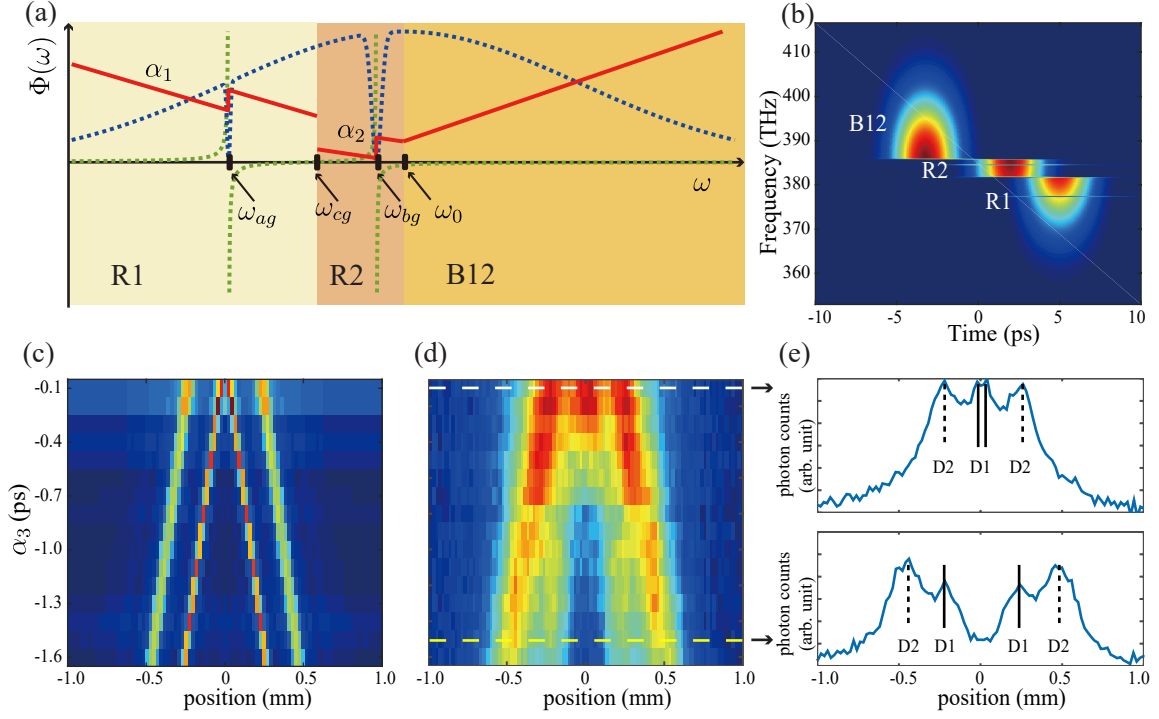 (a)
Φ(ω)
α1
α2
ωag
ωcg
ωbg
ω0
ω
R1
R2
B12
(b)
Frequency (THz)
410
400
390
380
370
360
B12
R2
R1
-10
-5
0
5
10
Time (ps)
(c)
α3 (ps)
-0.1
-0.4
-0.7
-1.0
-1.3
-1.6
-1.0
-0.5
0.0
0.5
1.0
position (mm)
(d)
-1.0
-0.5
0.0
0.5
1.0
position (mm)
(e)
photon counts
(arb. unit)
D2
D1
D2
photon counts
(arb. unit)
D2
D1
D1
D2
-1.0
-0.5
0.0
0.5
1.0
position (mm)